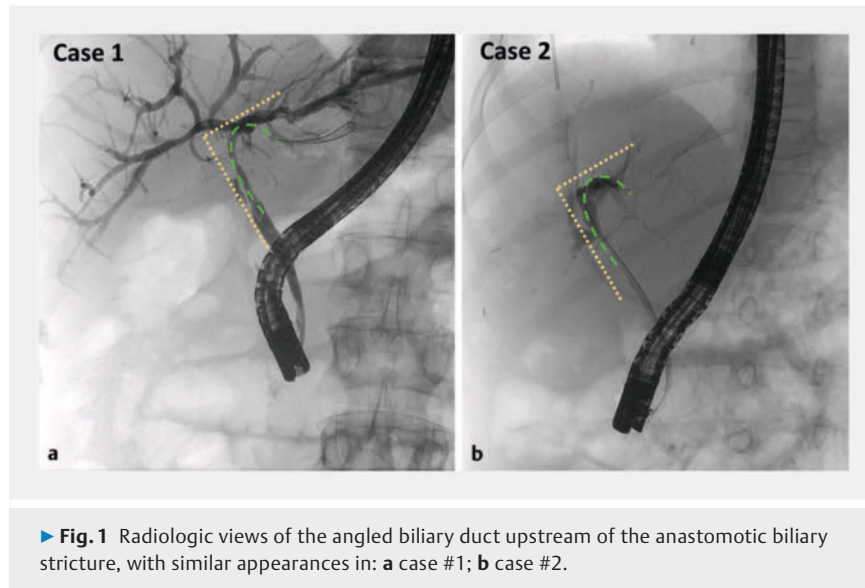 Case 1
Case 2
a
b
▶ Fig. 1 Radiologic views of the angled biliary duct upstream of the anastomotic biliary
stricture, with similar appearances in: a case #1; b case #2.